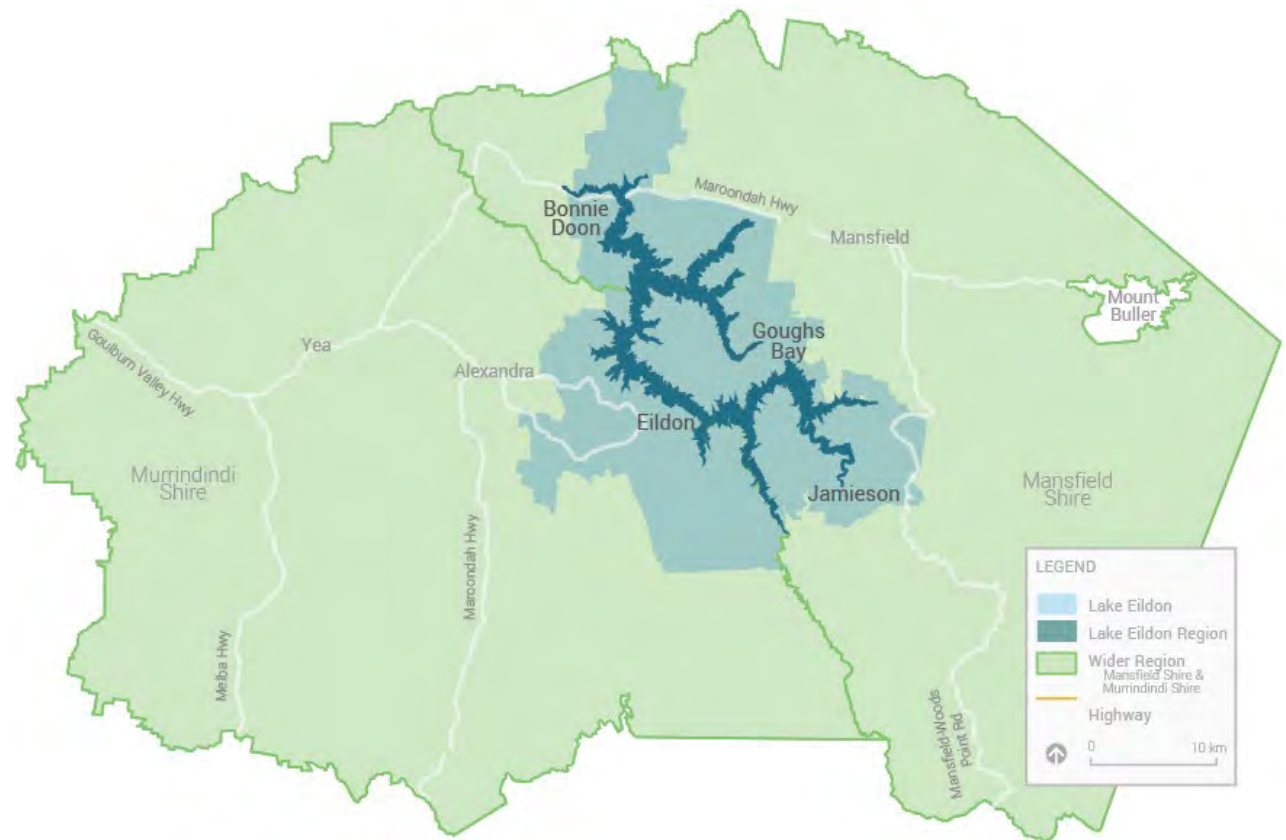 Maroondah Hwy
Bonnie
Doon
Mansfield
Mount
Buller
Goulburn Valley Hwy
Yea
Goughs
Bay
Alexandra
Eildon
Murrindindi
Shire
Jamieson
Mansfield
Shire
Maroondah Hwy
Melba Hwy
Mansfield-Woods
Point Rd
LEGEND
Lake Eildon
Lake Eildon Region
Wider Region
Mansfield Shire &
Murrindindi Shire
Highway
0 10 km